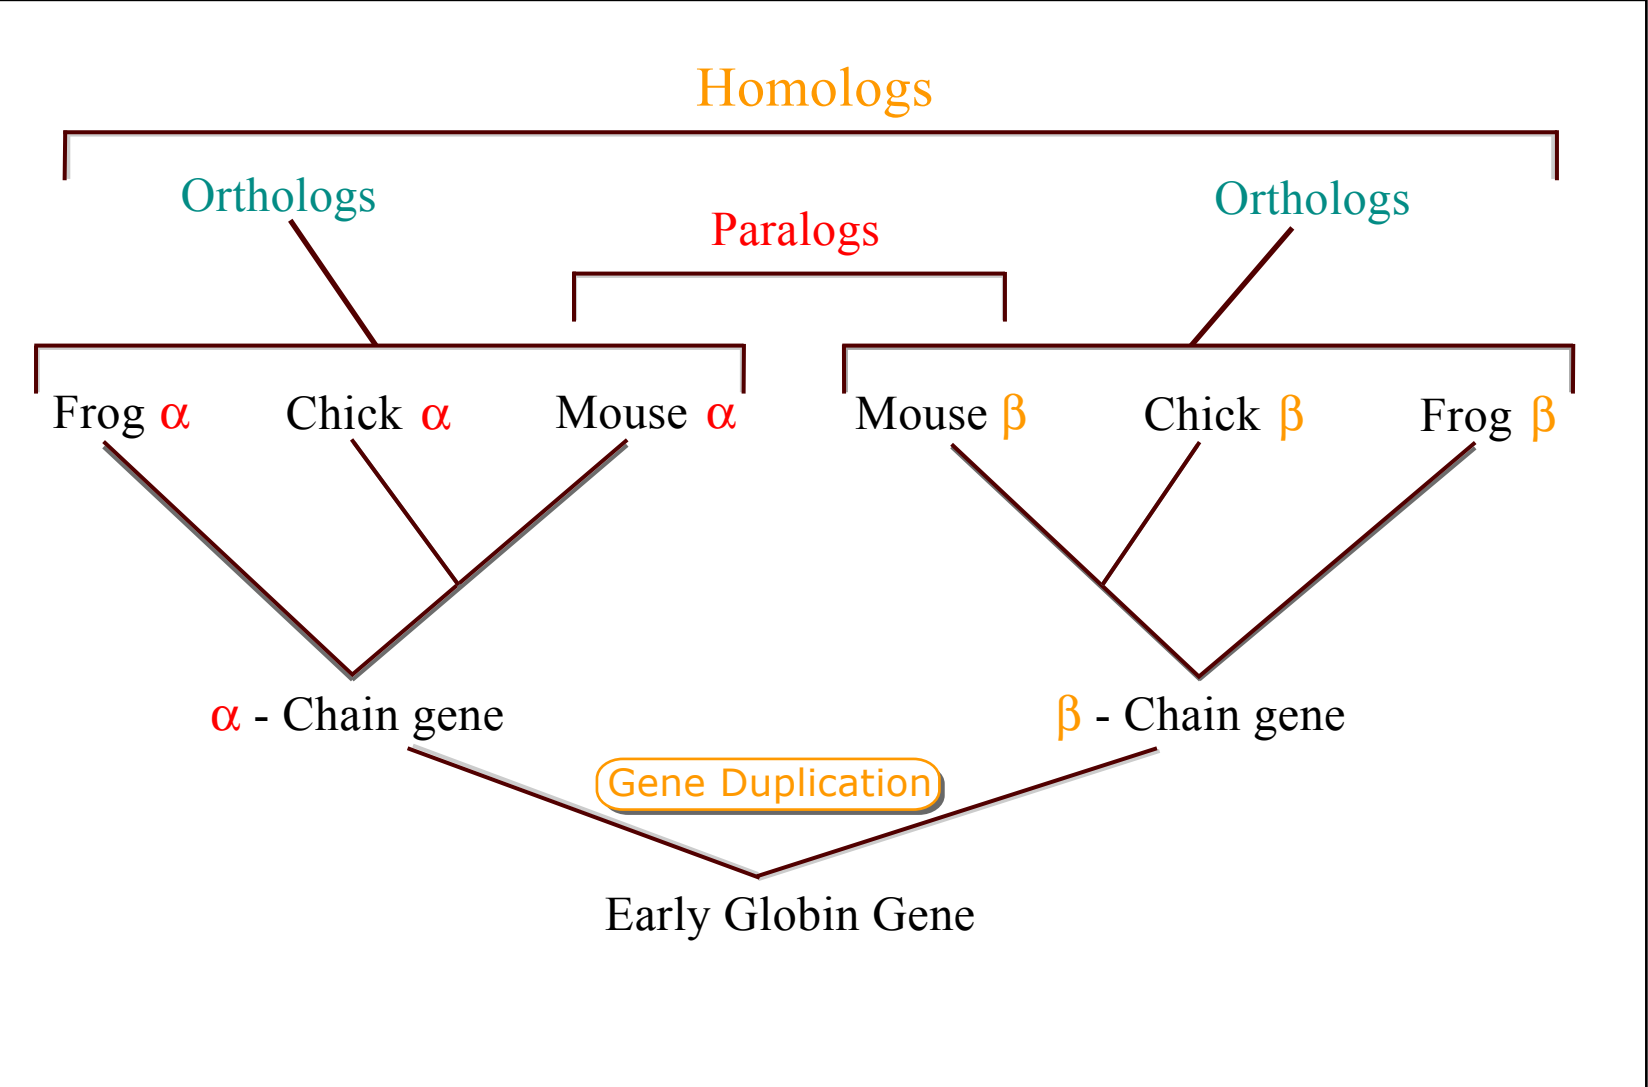 Homologs
Orthologs
Orthologs
Paralogs
Frog α
Chick α
Mouse α
Mouse β
Chick β
Frog β
α - Chain gene
β - Chain gene
Gene Duplication
Early Globin Gene